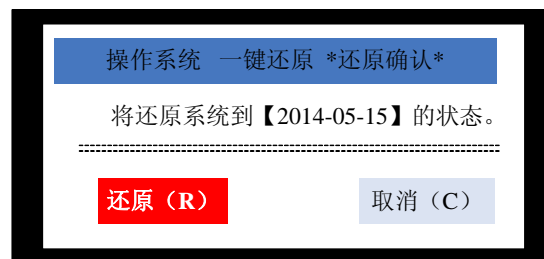 操作系统 一键还原 *还原确认*
将还原系统到【2014-05-15】的状态。
还原（R） 取消（C）